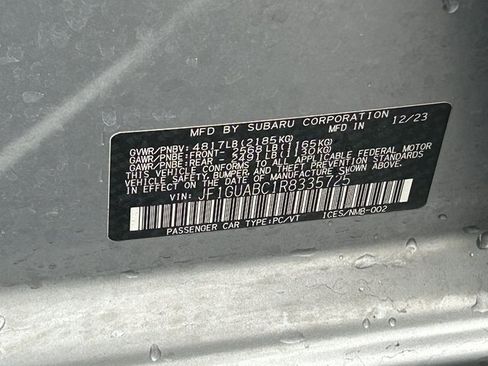 MFD BY SUBARU CORPORATION 12/23
GVWR/PNBV: 4817LB(2185KG)
GAWR/PNBE:FRONT- 2568LB(1165KG)
GAWR/PNBE:REAR - 2491LB(1130KG)
THIS VEHICLE CONFORMS TO ALL APPLICABLE FEDERAL MOTOR
VEHICLE SAFETY, BUMPER, AND THEFT PREVENTION STANDARDS
IN EFFECT ON THE DATE OF MANUFACTURE SHOWN ABOVE.
VIN: JF1GUABC1R8335725
PASSENGER CAR TYPE:PC/VT ICES/NMB-002